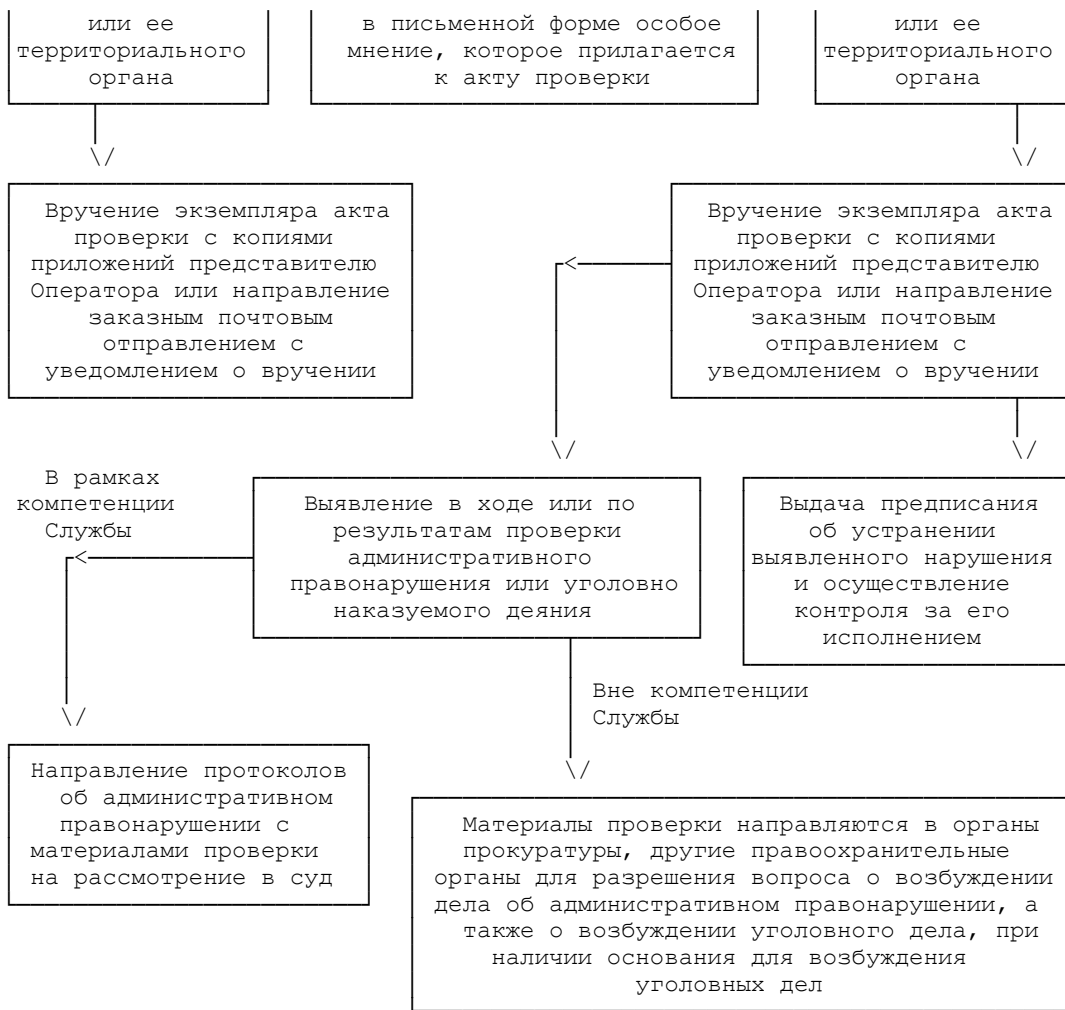 или ее
территориального
органа
в письменной форме особое
мнение, которое прилагается
к акту проверки
или ее
территориального
органа
\/
\/
Вручение экземпляра акта
проверки с копиями
приложений представителю
Оператора или направление
заказным почтовым
отправлением с
уведомлением о вручении
<
Вручение экземпляра акта
проверки с копиями
приложений представителю
Оператора или направление
заказным почтовым
отправлением с
уведомлением о вручении
\/
\/
В рамках
компетенции
Службы
<
Выявление в ходе или по
результатам проверки
административного
правонарушения или уголовно
наказуемого деяния
Выдача предписания
об устранении
выявленного нарушения
и осуществление
контроля за его
исполнением
Вне компетенции
Службы
\/
\/
Направление протоколов
об административном
правонарушении с
материалами проверки
на рассмотрение в суд
Материалы проверки направляются в органы
прокуратуры, другие правоохранительные
органы для разрешения вопроса о возбуждении
дела об административном правонарушении, а
также о возбуждении уголовного дела, при
наличии основания для возбуждения
уголовных дел